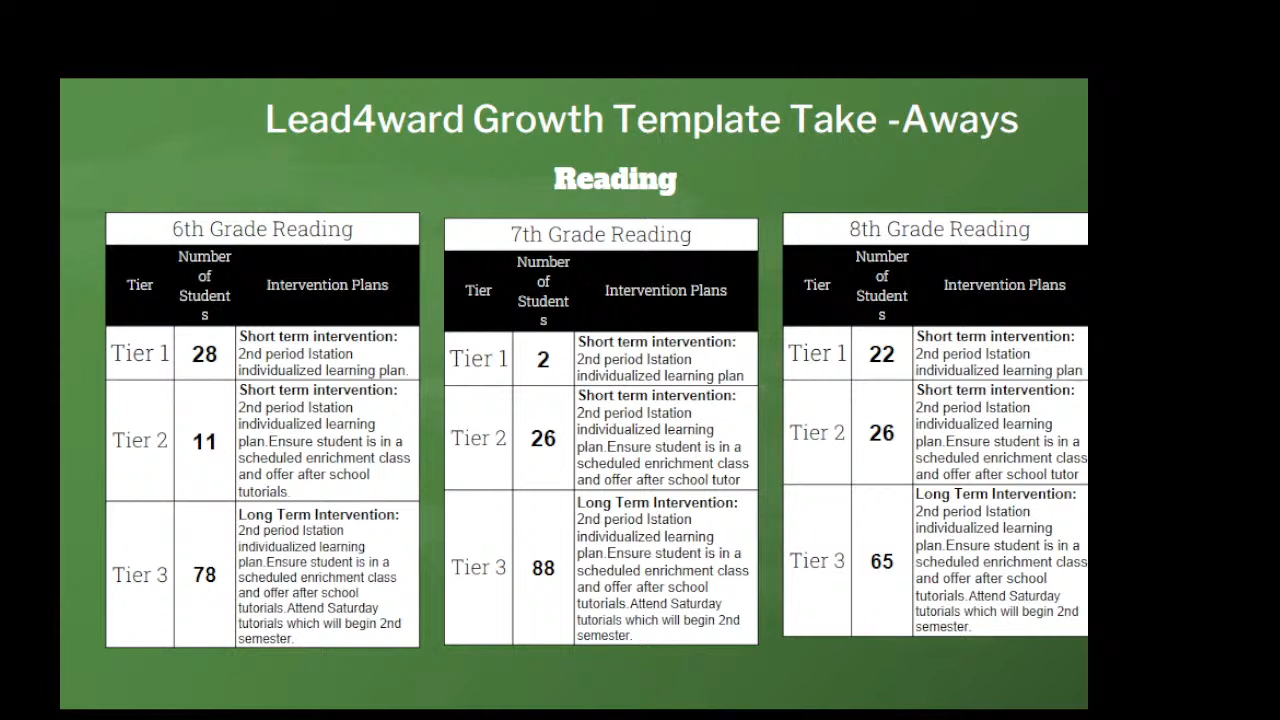 Lead4ward Growth Template Take -Aways
Reading
6th Grade Reading
Tier
Number
of
Student
s
Intervention Plans
Tier 1
28
Short term intervention:
2nd period Istation
individualized learning plan.
Tier 2
11
Short term intervention:
2nd period Istation
individualized learning
plan.Ensure student is in a
scheduled enrichment class
and offer after school
tutorials.
Tier 3
78
Long Term Intervention:
2nd period Istation
individualized learning
plan.Ensure student is in a
scheduled enrichment class
and offer after school
tutorials.Attend Saturday
tutorials which will begin 2nd
semester.
7th Grade Reading
Tier
Number
of
Student
s
Intervention Plans
Tier 1
2
Short term intervention:
2nd period Istation
individualized learning plan
Tier 2
26
Short term intervention:
2nd period Istation
individualized learning
plan.Ensure student is in a
scheduled enrichment class
and offer after school tutor
Tier 3
88
Long Term Intervention:
2nd period Istation
individualized learning
plan.Ensure student is in a
scheduled enrichment class
and offer after school
tutorials.Attend Saturday
tutorials which will begin 2nd
semester.
8th Grade Reading
Tier
Number
of
Student
s
Intervention Plans
Tier 1
22
Short term intervention:
2nd period Istation
individualized learning plan
Tier 2
26
Short term intervention:
2nd period Istation
individualized learning
plan.Ensure student is in a
scheduled enrichment class
and offer after school tutor
Tier 3
65
Long Term Intervention:
2nd period Istation
individualized learning
plan.Ensure student is in a
scheduled enrichment class
and offer after school
tutorials.Attend Saturday
tutorials which will begin 2nd
semester.